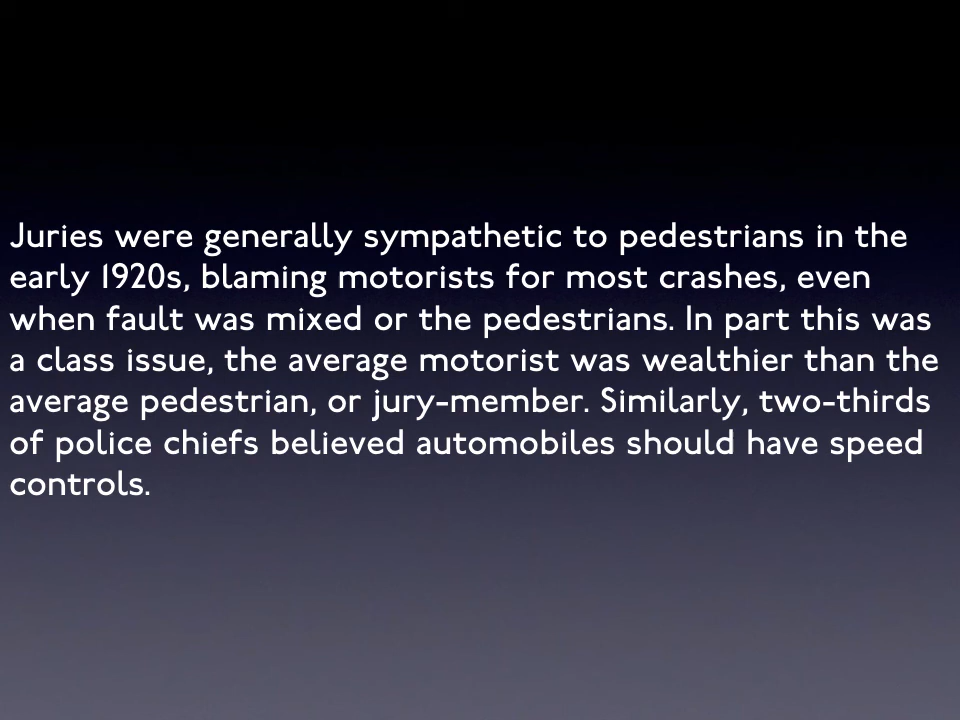 Juries were generally sympathetic to pedestrians in the
early 1920s, blaming motorists for most crashes, even
when fault was mixed or the pedestrians. In part this was
a class issue, the average motorist was wealthier than the
average pedestrian, or jury-member. Similarly, two-thirds
of police chiefs believed automobiles should have speed
controls.